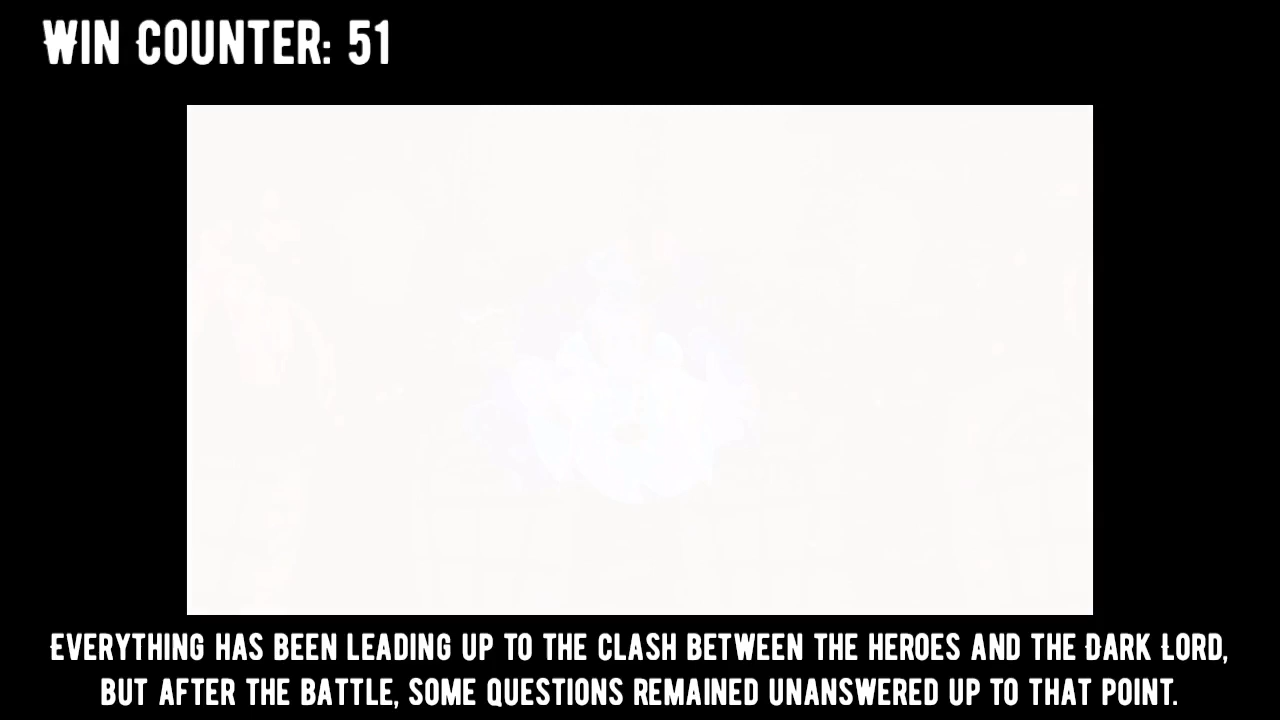 WIN COUNTER: 51
EVERYTHING HAS BEEN LEADING UP TO THE CLASH BETWEEN THE HEROES AND THE DARK LORD,
BUT AFTER THE BATTLE, SOME QUESTIONS REMAINED UNANSWERED UP TO THAT POINT.